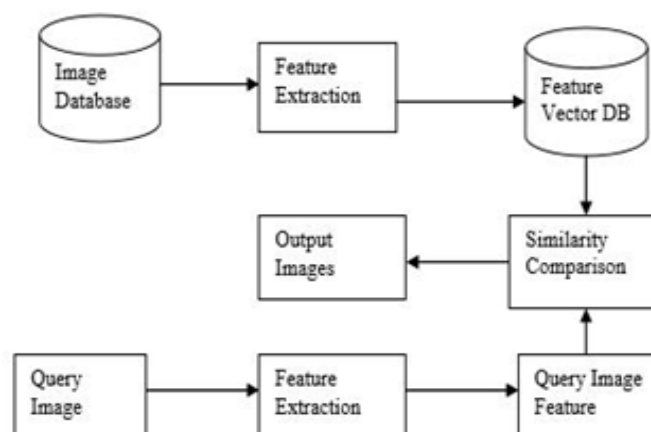 Image
Database
Feature
Extraction
Feature
Vector DB
Output
Images
Similarity
Comparison
Query
Image
Feature
Extraction
Query Image
Feature